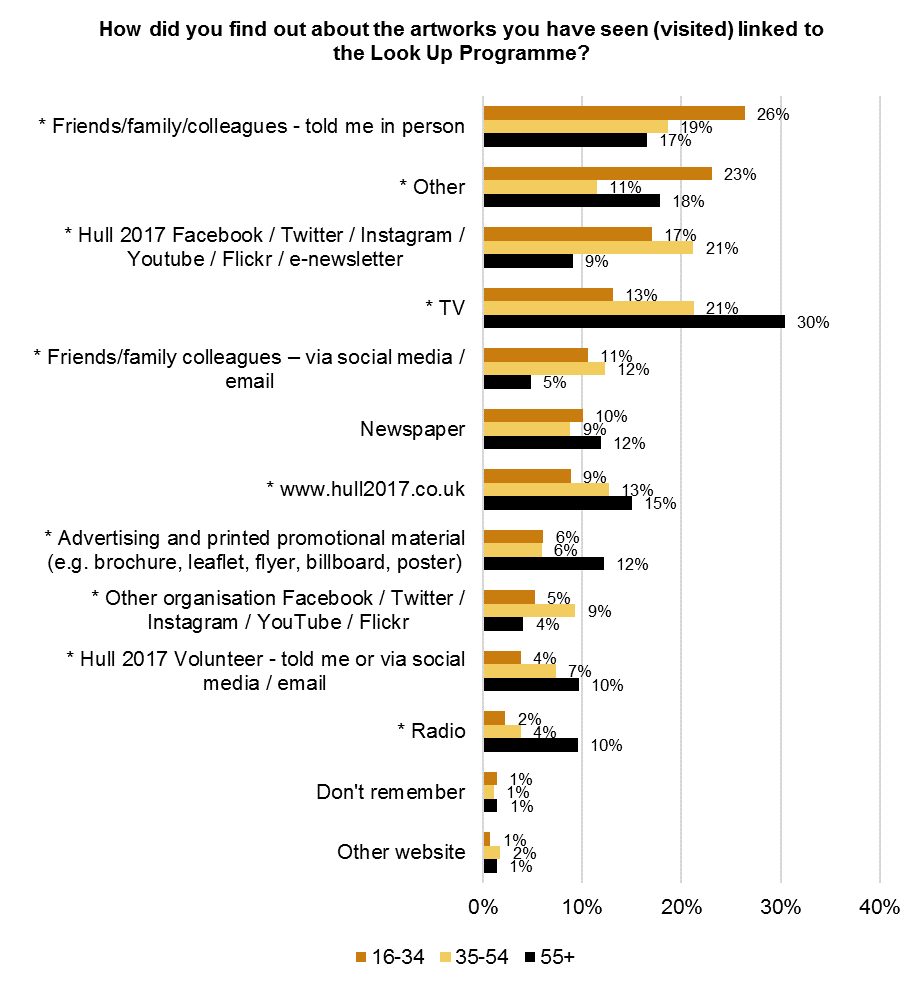 How did you find out about the artworks you have seen (visited) linked to
the Look Up Programme?
* Friends/family/colleagues - told me in person
26%
19%
17%
* Other
23%
11%
18%
* Hull 2017 Facebook / Twitter / Instagram /
Youtube / Flickr / e-newsletter
17%
21%
9%
* TV
13%
21%
30%
* Friends/family colleagues – via social media /
email
11%
12%
5%
Newspaper
10%
9%
12%
* www.hull2017.co.uk
9%
13%
15%
* Advertising and printed promotional material
(e.g. brochure, leaflet, flyer, billboard, poster)
6%
6%
12%
* Other organisation Facebook / Twitter /
Instagram / YouTube / Flickr
5%
9%
4%
* Hull 2017 Volunteer - told me or via social
media / email
4%
7%
10%
* Radio
2%
4%
10%
Don't remember
1%
1%
1%
Other website
1%
2%
1%
0% 10% 20% 30% 40%
16-34 35-54 55+